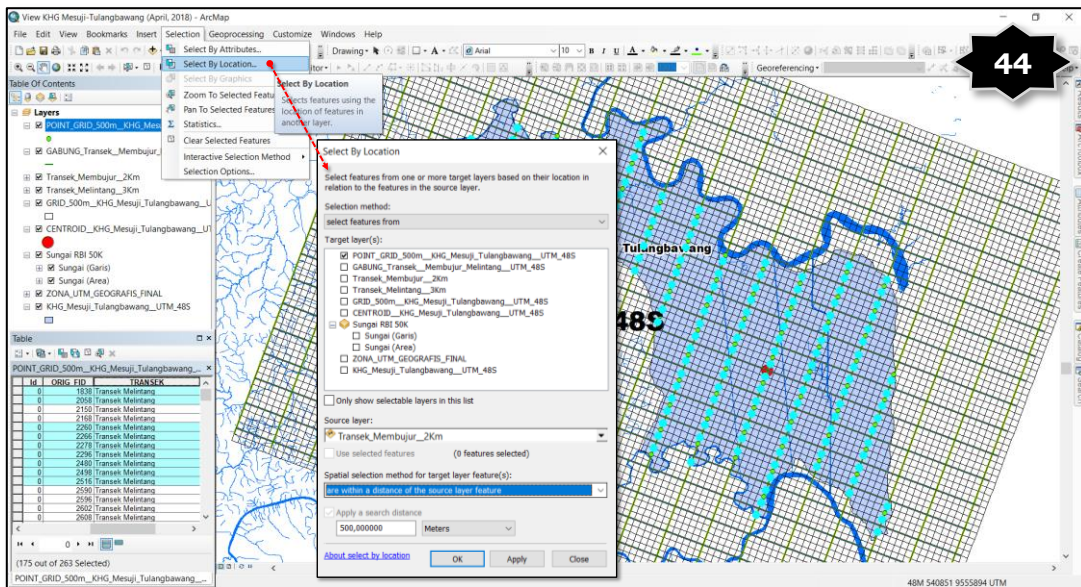 View KHG Mesuji-Tulangbawang (April, 2018) - ArcMap
File Edit View Bookmarks Insert Selection Geoprocessing Customize Windows Help
44
Drawing
Arial
10
B I U
Georeferencing
Select By Attributes...
Select By Location...
Select By Graphics
Zoom To Selected
Pan To Selected Features
Statistics...
Clear Selected Features
Interactive Selection Method
Selection Options...
Select By Location
Selects features using the
location of features in
another layer.
Table Of Contents
Layers
POINT_GRID_500m__KHG_Mesu
GABUNG_Transek__Membujur_
Transek_Membujur__2Km
Transek_Melintang__3Km
GRID_500m__KHG_Mesuji_Tulangbawang__U
CENTROID__KHG_Mesuji_Tulangbawang__UT
Sungai RBI 50K
Sungai (Garis)
Sungai (Area)
ZONA_UTM_GEOGRAFIS_FINAL
KHG_Mesuji_Tulangbawang__UTM_48S
Select By Location
Select features from one or more target layers based on their location in
relation to the features in the source layer.
Selection method:
select features from
Target layer(s):
POINT_GRID_500m__KHG_Mesuji_Tulangbawang__UTM_48S
GABUNG_Transek_Membujur_Melintang__UTM_48S
Transek_Membujur__2Km
Transek_Melintang__3Km
GRID_500m__KHG_Mesuji_Tulangbawang__UTM_48S
CENTROID__KHG_Mesuji_Tulangbawang__UTM_48S
Sungai RBI 50K
Sungai (Garis)
Sungai (Area)
ZONA_UTM_GEOGRAFIS_FINAL
KHG_Mesuji_Tulangbawang__UTM_48S
Only show selectable layers in this list
Source layer:
Transek_Membujur__2Km
Use selected features (0 features selected)
Spatial selection method for target layer feature(s):
are within a distance of the source layer feature
Apply a search distance
500,000000 Meters
About select by location OK Apply Close
Tulangbawang
48S
Table
POINT_GRID_500m__KHG_Mesuji_Tulangbawang_...
Id ORIG_FID TRANSEK
0 1838 Transek Melintang
0 2058 Transek Melintang
0 2150 Transek Melintang
0 2168 Transek Melintang
0 2260 Transek Melintang
0 2266 Transek Melintang
0 2278 Transek Melintang
0 2296 Transek Melintang
0 2480 Transek Melintang
0 2498 Transek Melintang
0 2516 Transek Melintang
0 2590 Transek Melintang
0 2596 Transek Melintang
0 2602 Transek Melintang
0 2608 Transek Melintang
0
(175 out of 263 Selected)
POINT_GRID_500m__KHG_Mesuji_Tulangbawang_...
48M 540851 9555894 UTM